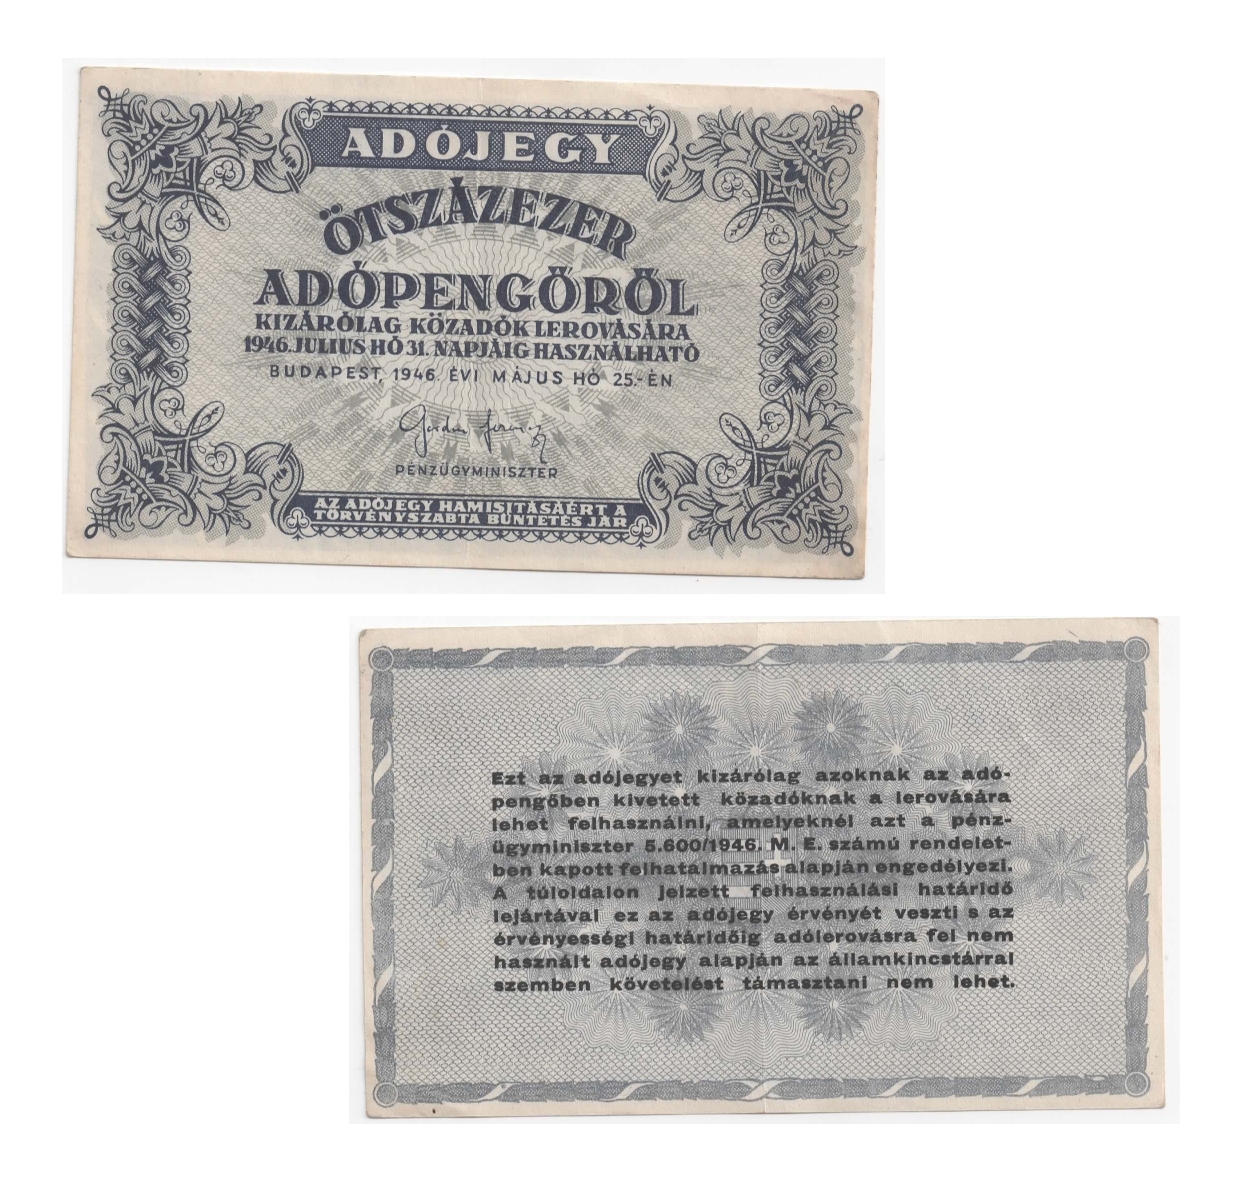 ADÓJEGY
ÖTSZÁZEZER
ADÓPENGŐRŐL
KIZÁRÓLAG KÖZADÓK LEROVÁSÁRA
1946. JULIUS HÓ 31. NAPJÁIG HASZNÁLHATÓ
BUDAPEST, 1946. ÉVI MÁJUS HÓ 25.-ÉN
PÉNZÜGYMINISZTER
AZ ADÓJEGY HAMISITÁSÁÉRT A
TÖRVÉNYSZABTA BÜNTETÉS JÁR
Ezt az adójegyet kizárólag azoknak az adó-
pengőben kivetett közadóknak a lerovására
lehet felhasználni, amelyeknél azt a pénz-
ügyminiszter 5.600/1946. M. E. számú rendelet-
ben kapott felhatalmazás alapján engedélyezi.
A túloldalon jelzett felhasználási határidő
lejártával ez az adójegy érvényét veszti s az
érvényességi határidőig adólerovásra fel nem
használt adójegy alapján az államkincstárral
szemben követelést támasztani nem lehet.